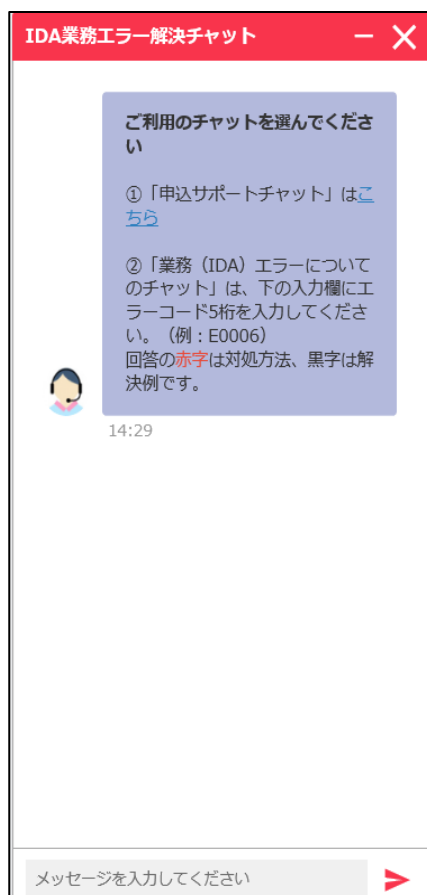 IDA業務エラー解決チャット
ご利用のチャットを選んでくださ
い
①「申込サポートチャット」はこ
ちら
②「業務（IDA）エラーについて
のチャット」は、下の入力欄にエ
ラーコード5桁を入力してくださ
い。（例：E0006）
回答の赤字は対処方法、黒字は解
決例です。
14:29
メッセージを入力してください